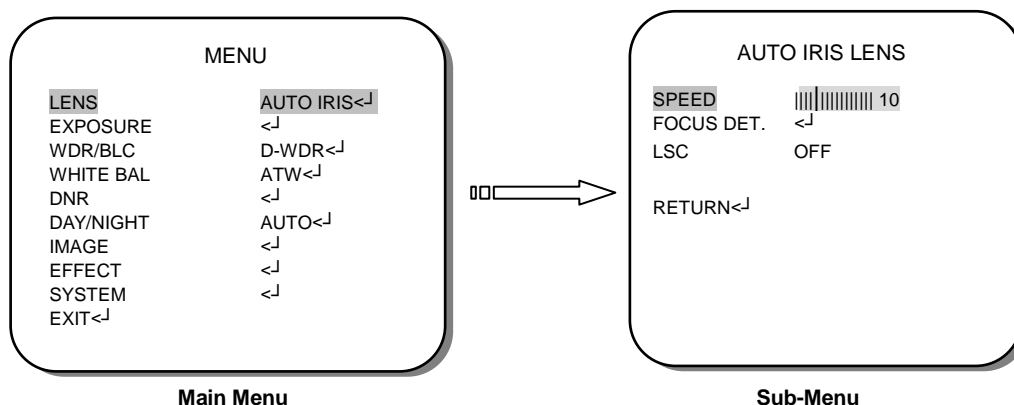 MENU
LENS AUTO IRIS<┘
EXPOSURE <┘
WDR/BLC D-WDR<┘
WHITE BAL ATW<┘
DNR <┘
DAY/NIGHT AUTO<┘
IMAGE <┘
EFFECT <┘
SYSTEM <┘
EXIT<┘
Main Menu
AUTO IRIS LENS
SPEED ||||||||||||||| 10
FOCUS DET. <┘
LSC OFF
RETURN<┘
Sub-Menu